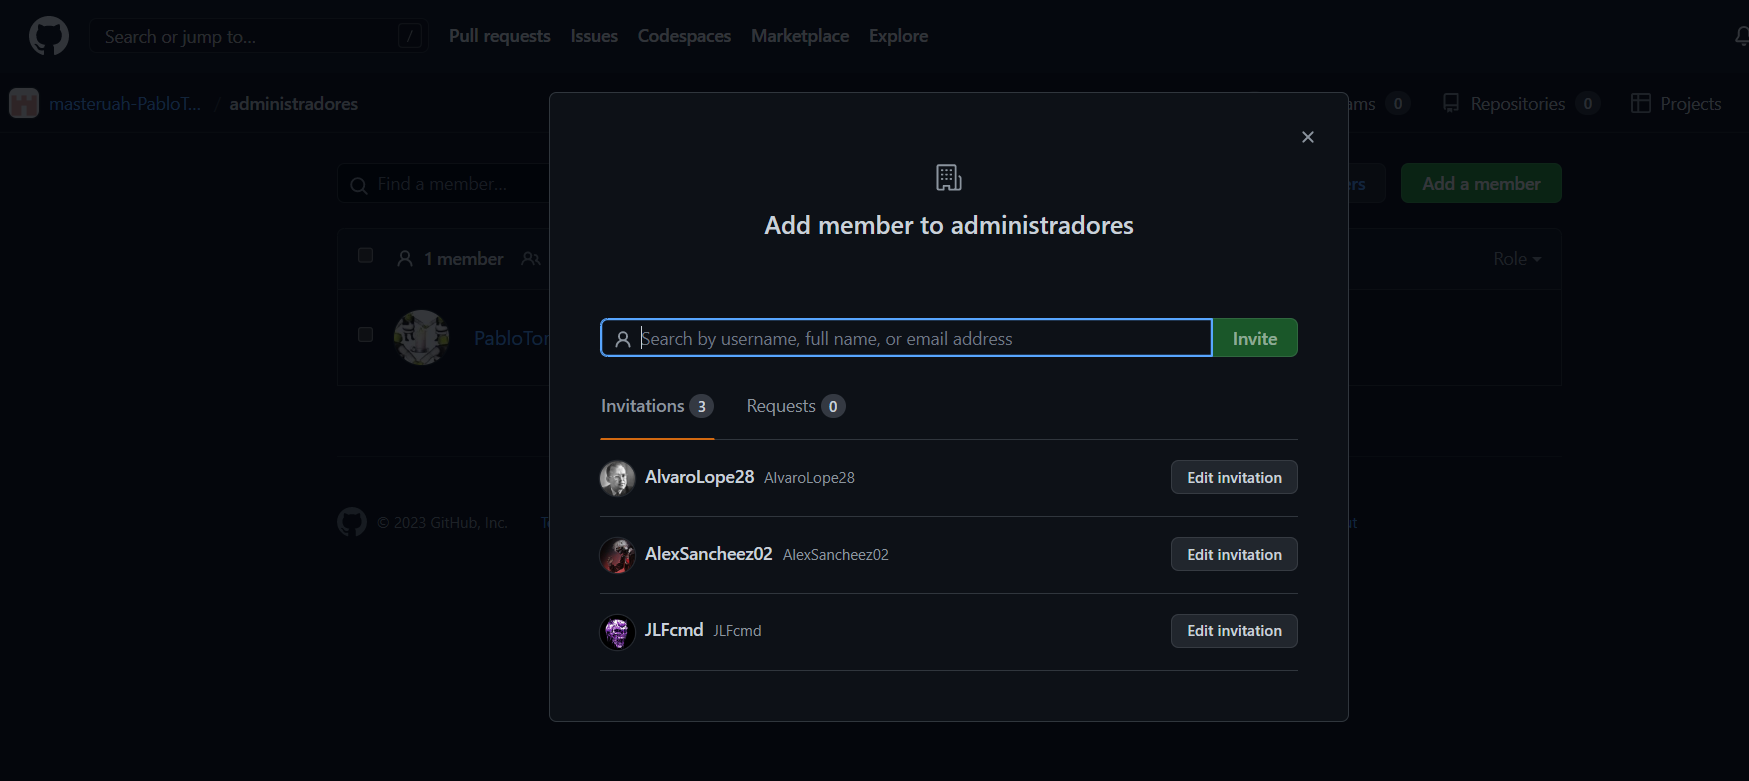 Search or jump to... / Pull requests Issues Codespaces Marketplace Explore
masteruah-PabloT... / administradores
ams 0 Repositories 0 Projects
Find a member...
rs Add a member
1 member
Role
PabloTor
Add member to administradores
Search by username, full name, or email address Invite
Invitations 3 Requests 0
AlvaroLope28 AlvaroLope28 Edit invitation
AlexSancheez02 AlexSancheez02 Edit invitation
JLFcmd JLFcmd Edit invitation
© 2023 GitHub, Inc.